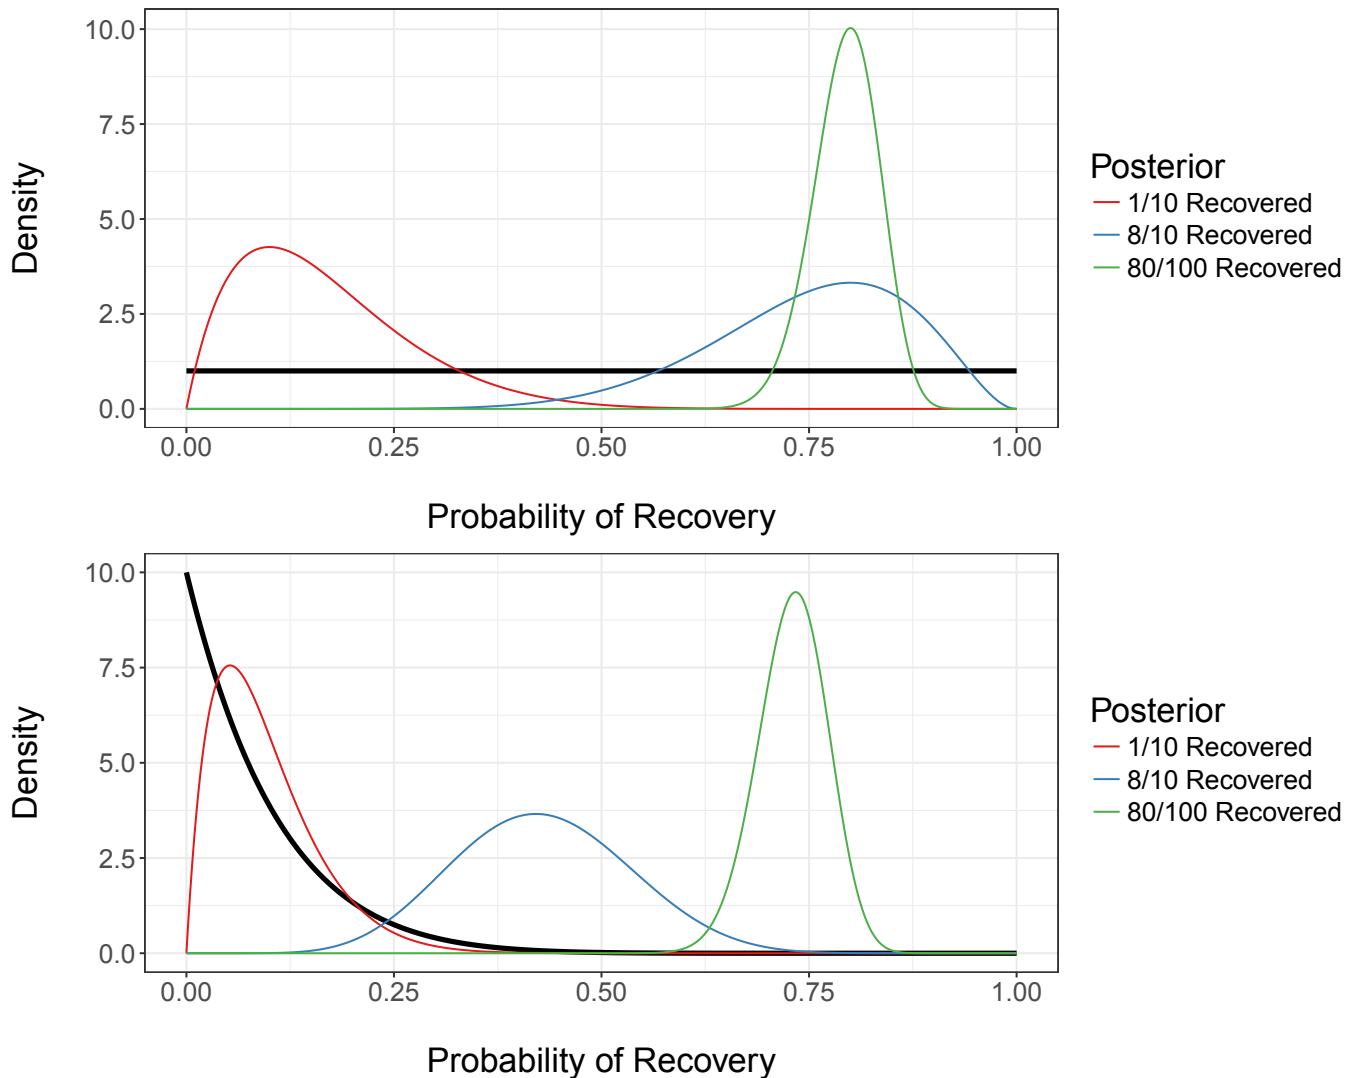 10.0
7.5
5.0
2.5
0.0
Density
0.00 0.25 0.50 0.75 1.00
Probability of Recovery
Posterior
1/10 Recovered
8/10 Recovered
80/100 Recovered
10.0
7.5
5.0
2.5
0.0
Density
0.00 0.25 0.50 0.75 1.00
Probability of Recovery
Posterior
1/10 Recovered
8/10 Recovered
80/100 Recovered